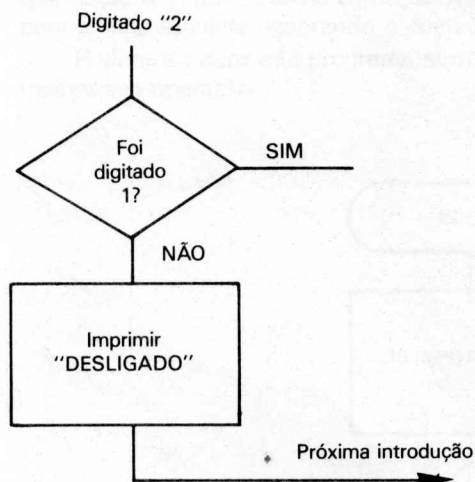 Digitado "2"
Foi
digitado
1?
SIM
NÃO
Imprimir
"DESLIGADO"
Próxima introdução